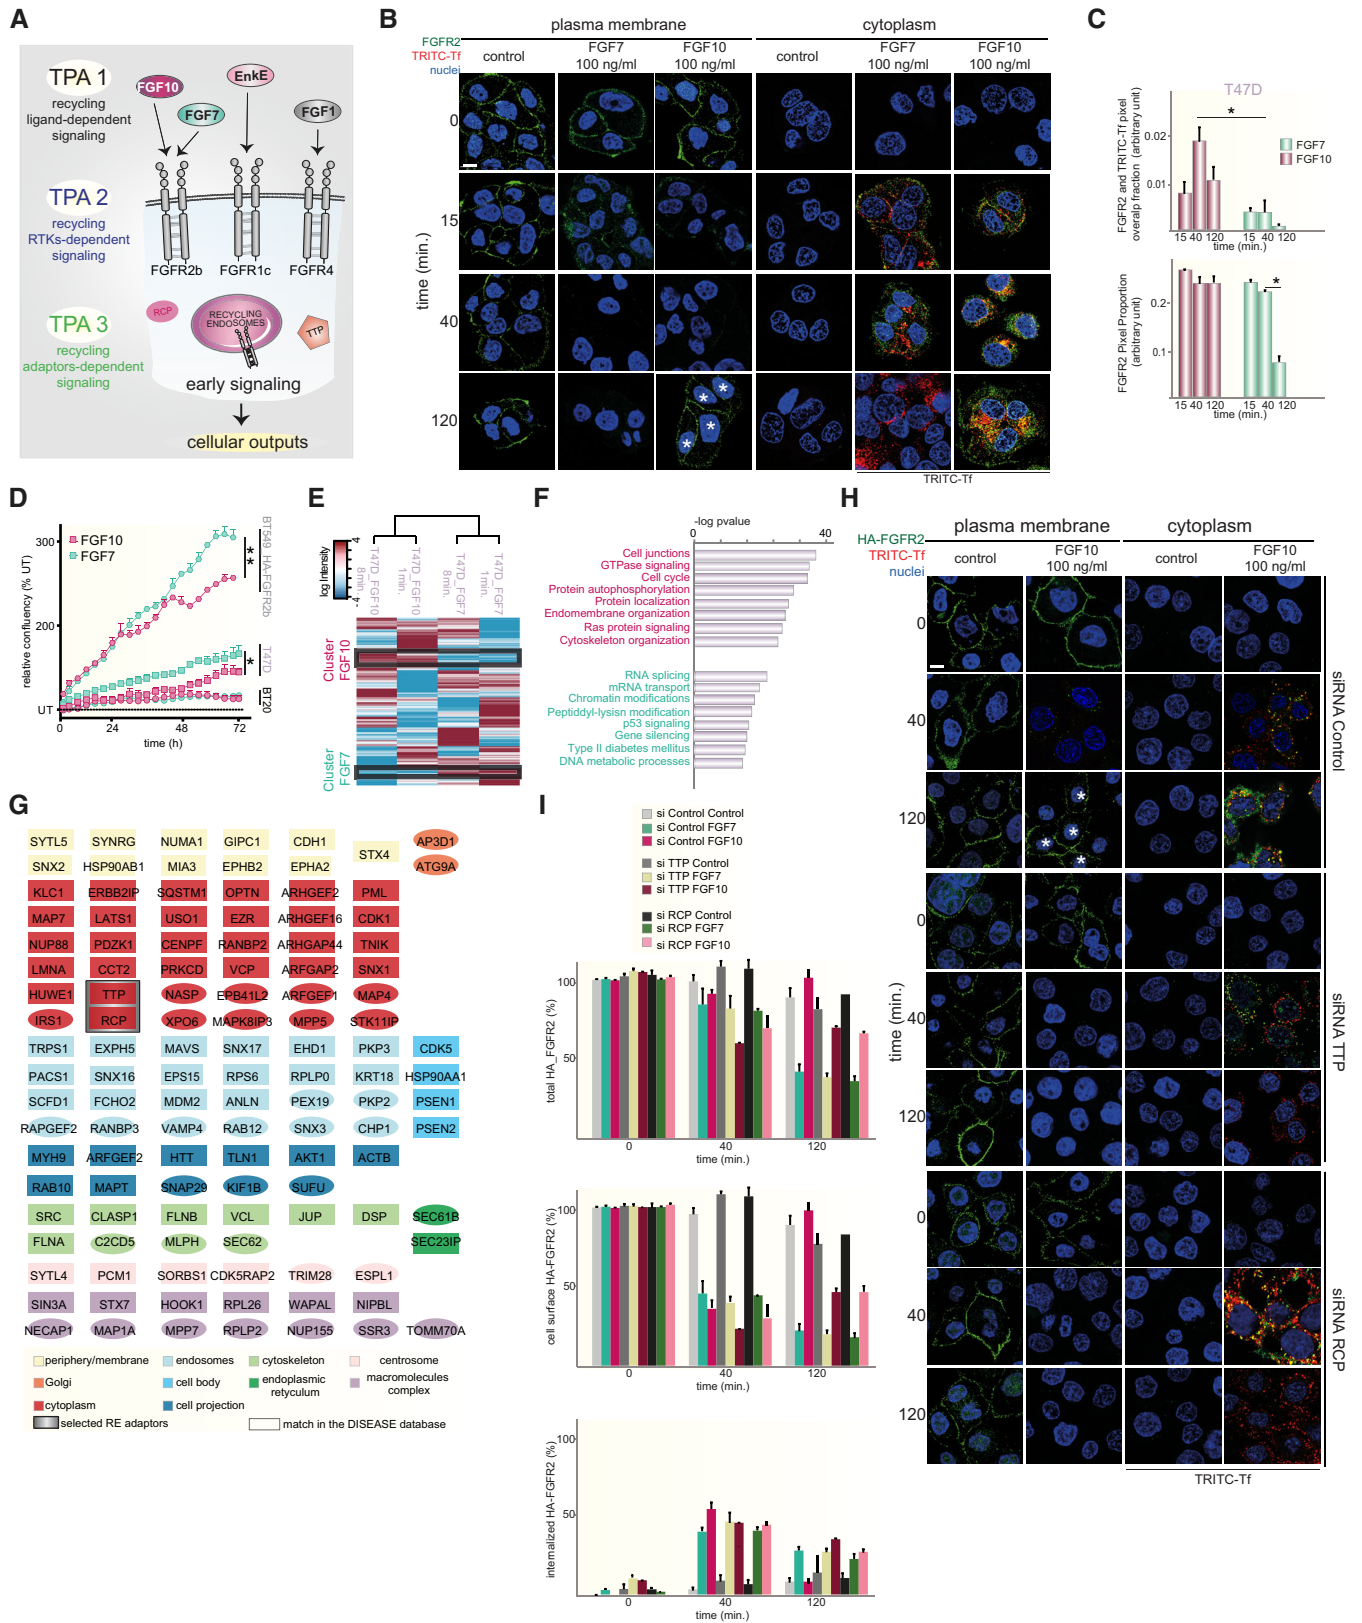 A
TPA 1
recycling
ligand-dependent
signaling
TPA 2
recycling
RTKs-dependent
signaling
TPA 3
recycling
adaptors-dependent
signaling
FGF10
FGF7
EnkE
FGF1
FGFR2b
FGFR1c
FGFR4
RCP
RECYCLING
ENDOSOMES
TTP
early signaling
cellular outputs
B
plasma membrane
cytoplasm
FGFR2
TRITC-Tf
nuclei
control
FGF7
100 ng/ml
FGF10
100 ng/ml
control
FGF7
100 ng/ml
FGF10
100 ng/ml
time (min.)
0
15
40
120
* * * *
TRITC-Tf
C
T47D
FGFR2 and TRITC-Tf pixel
overalp fraction (arbitrary unit)
0.02
0.01
*
FGF7
FGF10
15 40 120
15 40 120
time (min.)
FGFR2 Pixel Proportion
(arbitrary unit)
0.2
0.1
*
15 40 120
15 40 120
time (min.)
D
FGF10
FGF7
relative confluency (% UT)
300
200
UT
0 24 48 72
time (h)
**
BT549 HA-FGFR2b
*
T47D
BT20
E
log Intensity
4
-4
T47D_FGF10
8min.
T47D_FGF10
1min.
T47D_FGF7
8min.
T47D_FGF7
1min.
Cluster
FGF10
Cluster
FGF7
F
-log pvalue
0 40
Cell junctions
GTPase signaling
Cell cycle
Protein autophosphorylation
Protein localization
Endomembrane organization
Ras protein signaling
Cytoskeleton organization
RNA splicing
mRNA transport
Chromatin modifications
Peptiddyl-lysisn modification
p53 signaling
Gene silencing
Type II diabetes mellitus
DNA metabolic processes
G
SYTL5 SYNRG NUMA1 GIPC1 CDH1 STX4 AP3D1
SNX2 HSP90AB1 MIA3 EPHB2 EPHA2 ATG9A
KLC1 ERBB2IP SQSTM1 OPTN ARHGEF2 PML
MAP7 LATS1 USO1 EZR ARHGEF16 CDK1
NUP88 PDZK1 CENPF RANBP2 ARHGAP44 TNIK
LMNA CCT2 PRKCD VCP ARFGAP2 SNX1
HUWE1 TTP NASP EPB41L2 ARFGEF1 MAP4
IRS1 RCP XPO6 MAPK8IP3 MPP5 STK11IP
TRPS1 EXPH5 MAVS SNX17 EHD1 PKP3 CDK5
PACS1 SNX16 EPS15 RPS6 RPLP0 KRT18 HSP90AA1
SCFD1 FCHO2 MDM2 ANLN PEX19 PKP2 PSEN1
RAPGEF2 RANBP3 VAMP4 RAB12 SNX3 CHP1 PSEN2
MYH9 ARFGEF2 HTT TLN1 AKT1 ACTB
RAB10 MAPT SNAP29 KIF1B SUFU
SRC CLASP1 FLNB VCL JUP DSP SEC61B
FLNA C2CD5 MLPH SEC62 SEC23IP
SYTL4 PCM1 SORBS1 CDK5RAP2 TRIM28 ESPL1
SIN3A STX7 HOOK1 RPL26 WAPAL NIPBL
NECAP1 MAP1A MPP7 RPLP2 NUP155 SSR3 TOMM70A
periphery/membrane
endosomes
cytoskeleton
centrosome
Golgi
cell body
endoplasmic
retyculum
macromolecules
complex
cytoplasm
cell projection
selected RE adaptors
match in the DISEASE database
H
plasma membrane
cytoplasm
HA-FGFR2
TRITC-Tf
nuclei
control
FGF10
100 ng/ml
control
FGF10
100 ng/ml
time (min.)
0
40
120
* * * *
siRNA Control
0
40
120
siRNA TTP
0
40
120
siRNA RCP
TRITC-Tf
I
si Control Control
si Control FGF7
si Control FGF10
si TTP Control
si TTP FGF7
si TTP FGF10
si RCP Control
si RCP FGF7
si RCP FGF10
total HA_FGFR2 (%)
100
50
0 40 120
time (min.)
cell surface HA-FGFR2 (%)
100
50
0 40 120
time (min.)
internalized HA-FGFR2 (%)
100
50
0 40 120
time (min.)